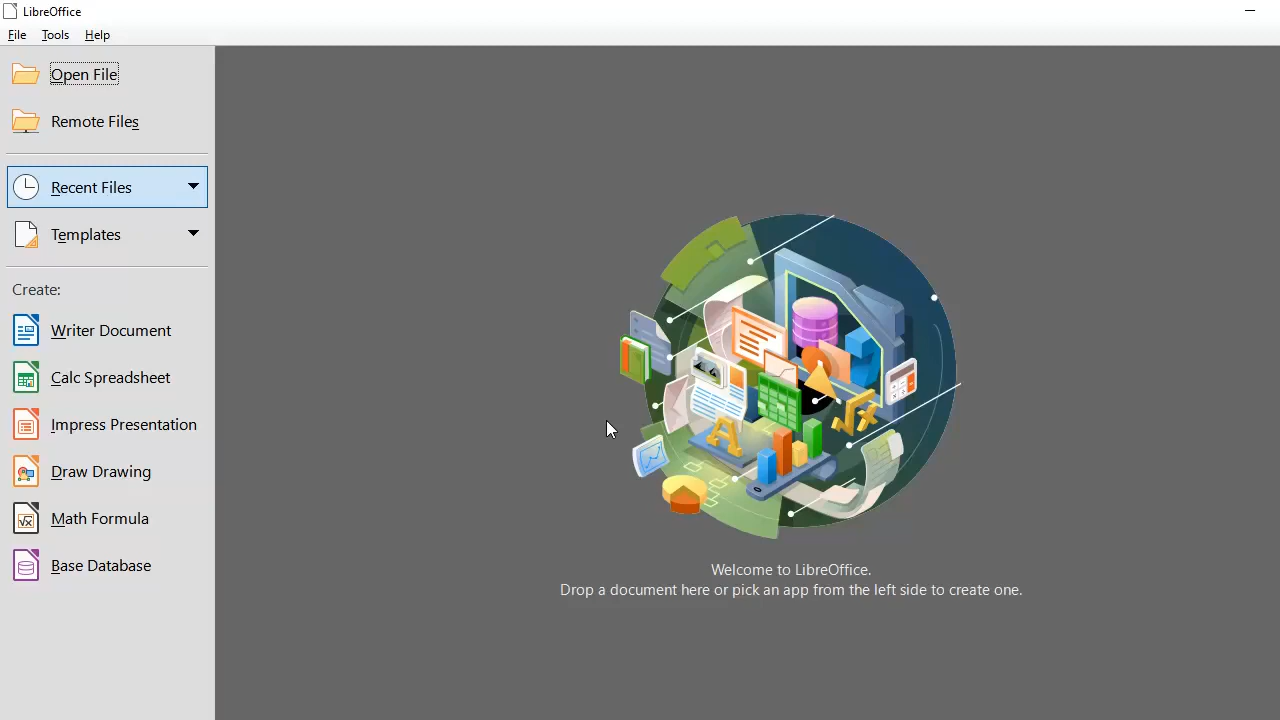 LibreOffice
File Tools Help
Open File
Remote Files
Recent Files
Templates
Create:
Writer Document
Calc Spreadsheet
Impress Presentation
Draw Drawing
Math Formula
Base Database
Welcome to LibreOffice.
Drop a document here or pick an app from the left side to create one.